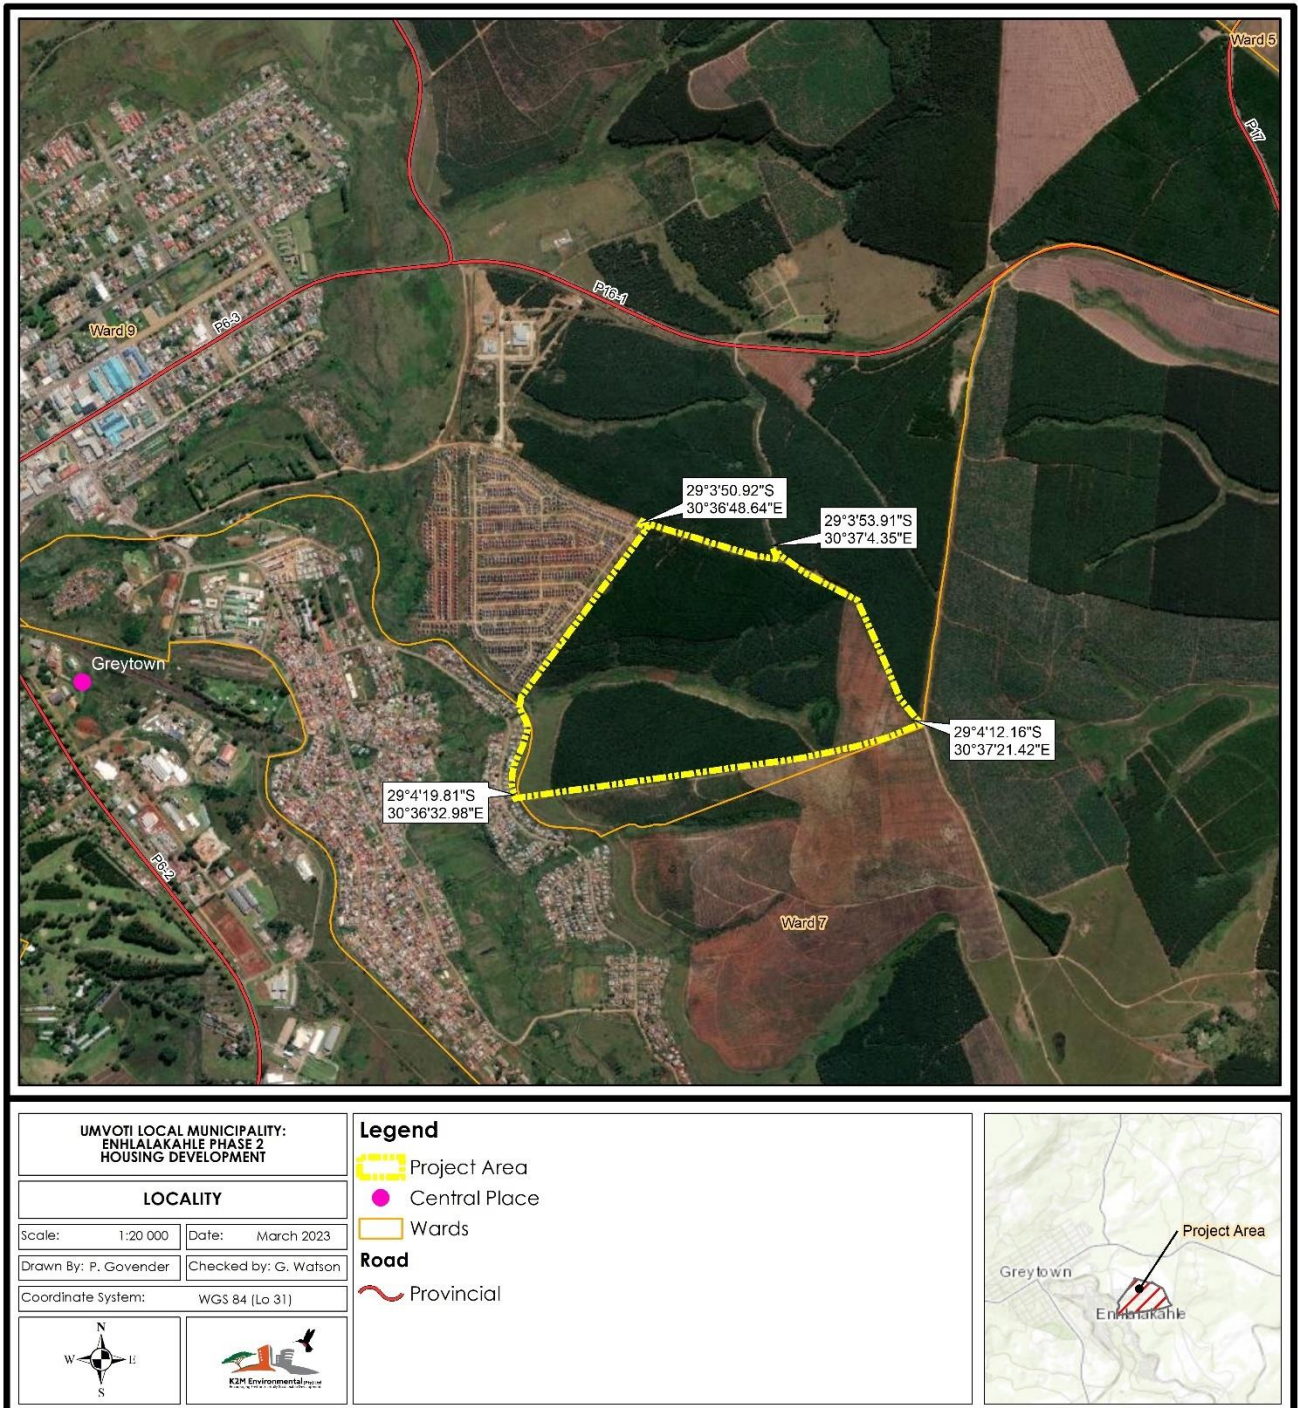 Ward 5
P17
P16-1
Ward 9
P6-3
29°3'50.92"S
30°36'48.64"E
29°3'53.91"S
30°37'4.35"E
Greytown
29°4'12.16"S
30°37'21.42"E
29°4'19.81"S
30°36'32.98"E
P6-2
Ward 7
UMVOTI LOCAL MUNICIPALITY:
ENHLALAKAHLE PHASE 2
HOUSING DEVELOPMENT
LOCALITY
Scale: 1:20 000
Date: March 2023
Drawn By: P. Govender
Checked by: G. Watson
Coordinate System: WGS 84 (Lo 31)
N
W E
S
K2M Environmental
Legend
Project Area
Central Place
Wards
Road
Provincial
Project Area
Greytown
Enhlalakahle